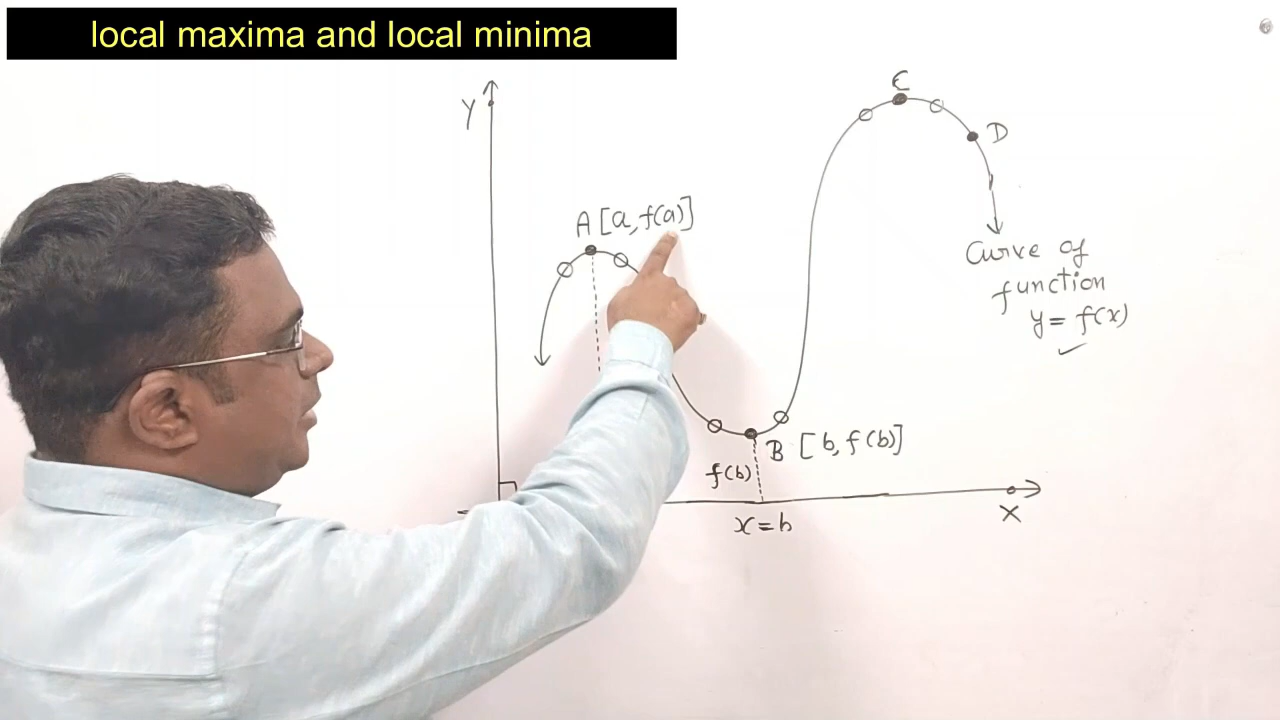 local maxima and local minima
Y
C
D
A [a, f(a)]
Curve of
function
y = f(x)
B [b, f(b)]
f(b)
x = b
X